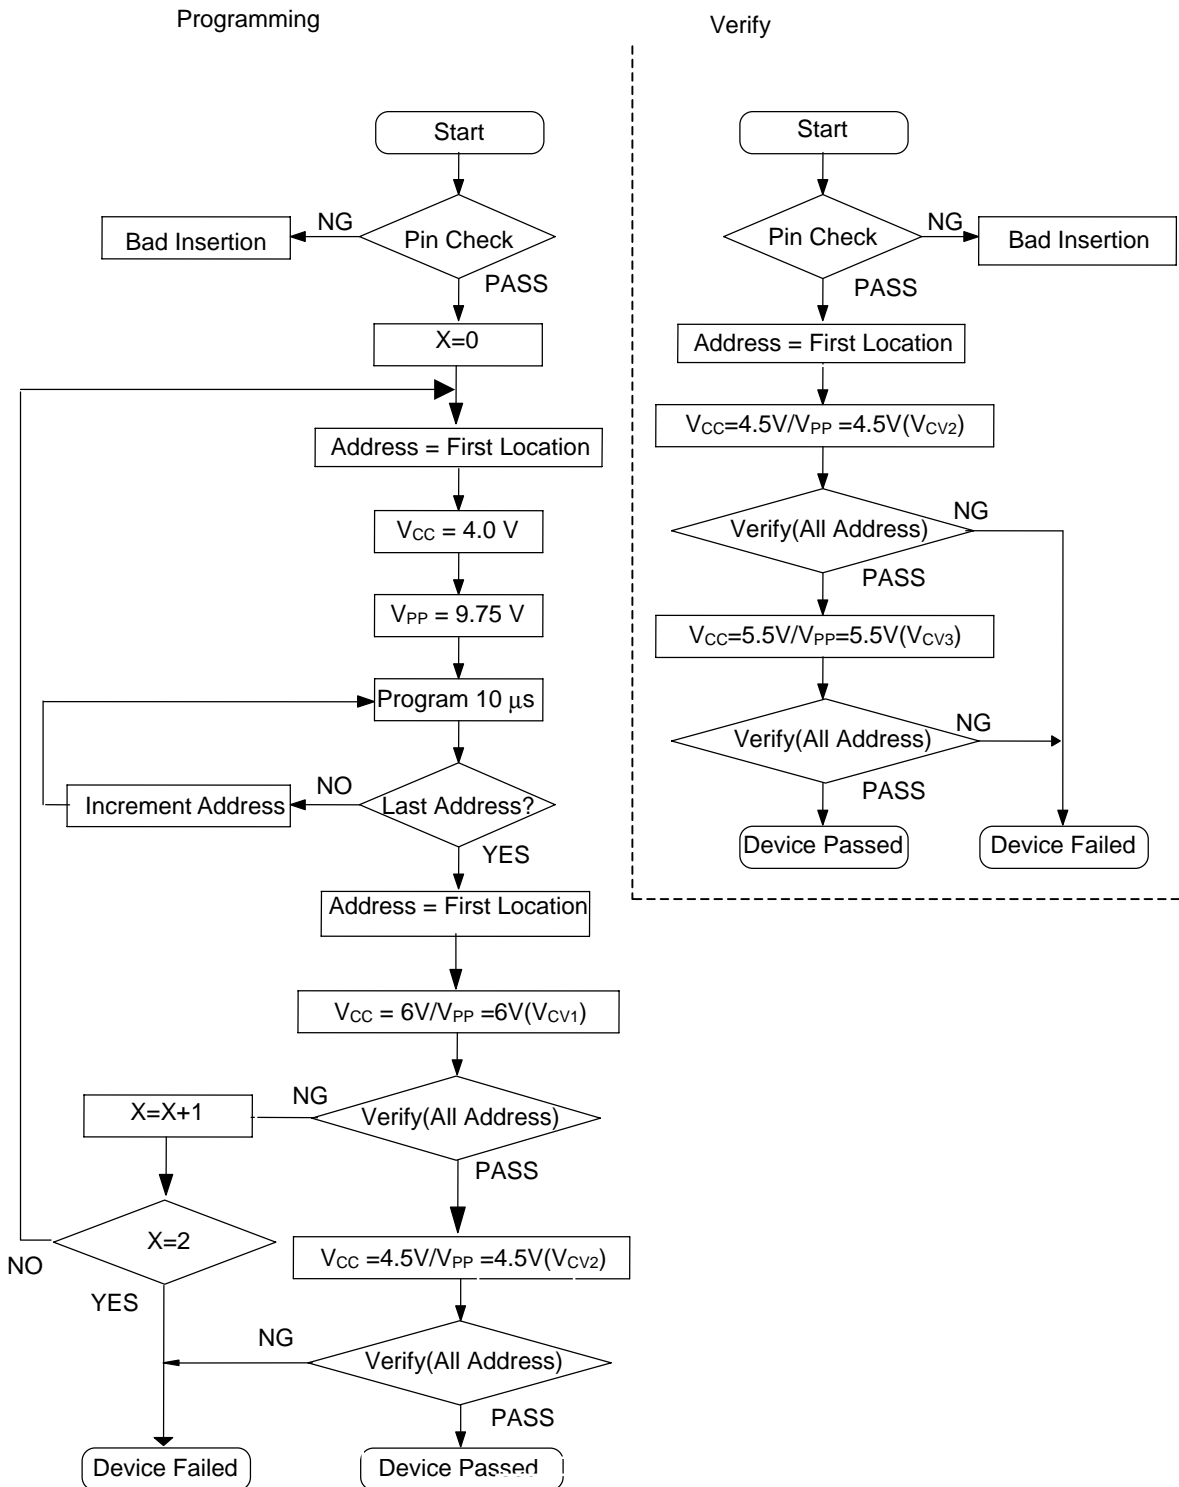 Programming
Start
Pin Check
NG
Bad Insertion
PASS
X=0
Address = First Location
VCC = 4.0 V
VPP = 9.75 V
Program 10 μs
Last Address?
NO
Increment Address
YES
Address = First Location
VCC = 6V/VPP =6V(VCV1)
Verify(All Address)
NG
X=X+1
PASS
X=2
NO
YES
VCC =4.5V/VPP =4.5V(VCV2)
Verify(All Address)
NG
PASS
Device Failed
Device Passed
Verify
Start
Pin Check
NG
Bad Insertion
PASS
Address = First Location
VCC=4.5V/VPP =4.5V(VCV2)
Verify(All Address)
NG
PASS
VCC=5.5V/VPP=5.5V(VCV3)
Verify(All Address)
NG
PASS
Device Passed
Device Failed